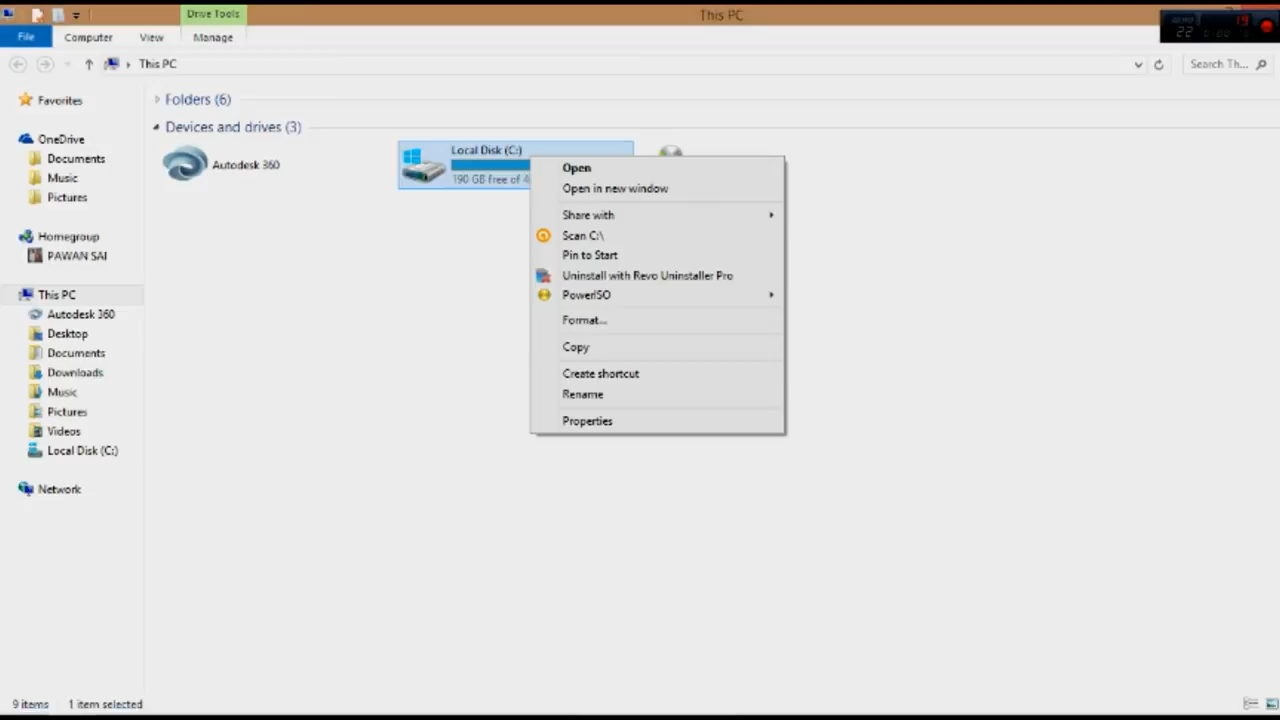 Drive Tools
This PC
File
Computer
View
Manage
This PC
Search Th...
19
22
Favorites
OneDrive
Documents
Music
Pictures
Homegroup
PAWAN SAI
This PC
Autodesk 360
Desktop
Documents
Downloads
Music
Pictures
Videos
Local Disk (C:)
Network
Folders (6)
Devices and drives (3)
Autodesk 360
Local Disk (C:)
190 GB free of
Open
Open in new window
Share with
Scan C:\
Pin to Start
Uninstall with Revo Uninstaller Pro
PowerISO
Format...
Copy
Create shortcut
Rename
Properties
9 items
1 item selected